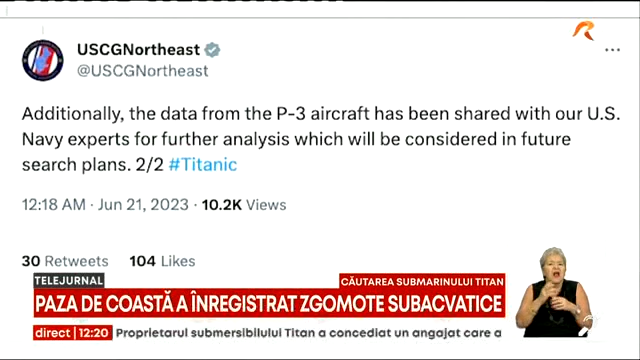 USCGNortheast
@USCGNortheast
Additionally, the data from the P-3 aircraft has been shared with our U.S.
Navy experts for further analysis which will be considered in future
search plans. 2/2 #Titanic
12:18 AM · Jun 21, 2023 · 10.2K Views
30 Retweets 104 Likes
TELEJURNAL
CĂUTAREA SUBMARINULUI TITAN
PAZA DE COASTĂ A ÎNREGISTRAT ZGOMOTE SUBACVATICE
direct 12:20 Proprietarul submersibilului Titan a concediat un angajat care a